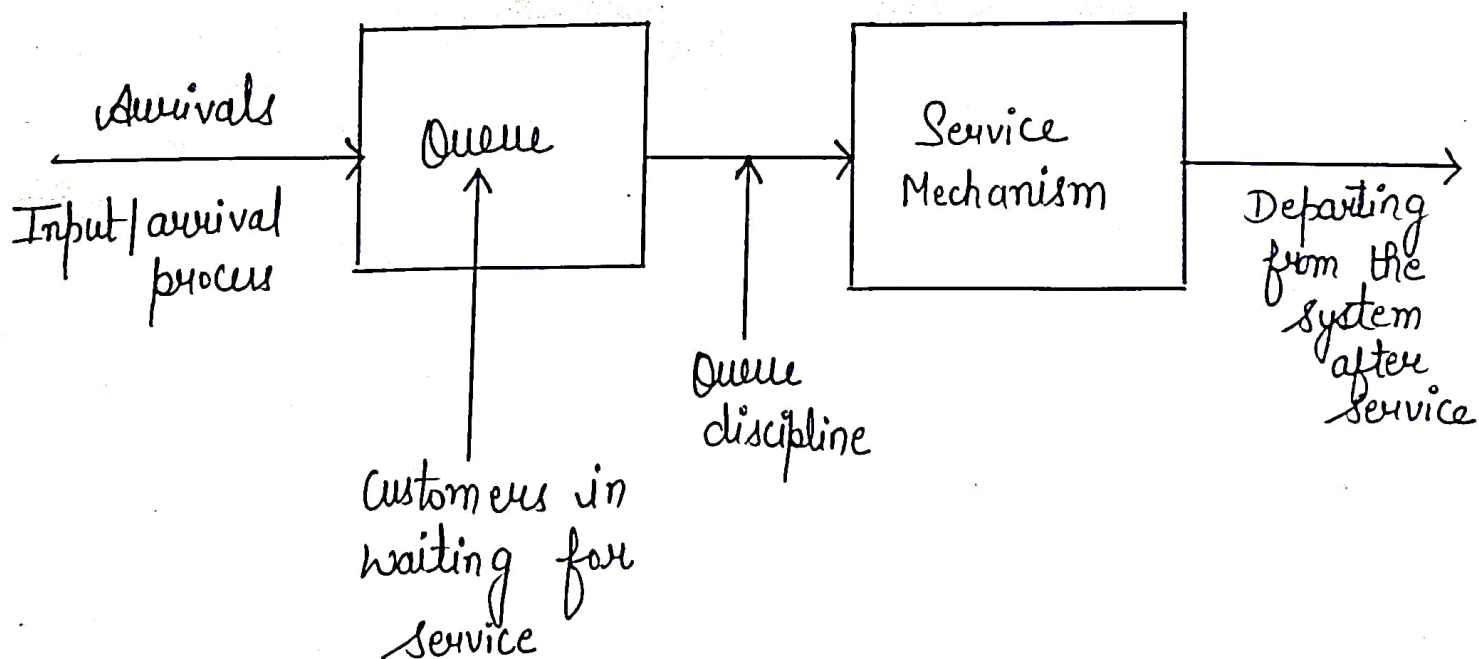 Arrivals
Input/arrival
process
Queue
Customers in
waiting for
service
Queue
discipline
Service
Mechanism
Departing
from the
system
after
service